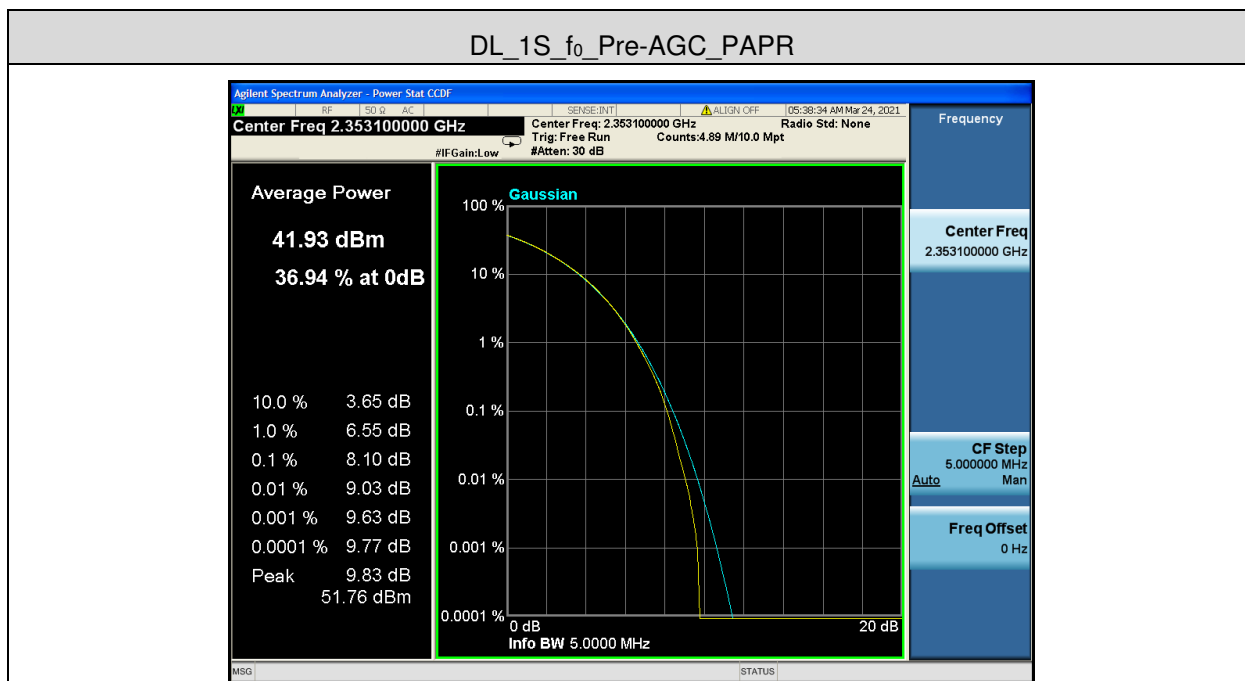 DL_1S_f₀_Pre-AGC_PAPR
Agilent Spectrum Analyzer - Power Stat CCDF
LXI RF 50 Ω AC SENSE:INT ALIGN OFF 05:38:34 AM Mar 24, 2021
Center Freq 2.353100000 GHz
Center Freq: 2.353100000 GHz Radio Std: None
Trig: Free Run Counts:4.89 M/10.0 Mpt
#IFGain:Low #Atten: 30 dB
Average Power
41.93 dBm
36.94 % at 0dB
10.0 % 3.65 dB
1.0 % 6.55 dB
0.1 % 8.10 dB
0.01 % 9.03 dB
0.001 % 9.63 dB
0.0001 % 9.77 dB
Peak 9.83 dB
51.76 dBm
Gaussian
100 %
10 %
1 %
0.1 %
0.01 %
0.001 %
0.0001 %
0 dB 20 dB
Info BW 5.0000 MHz
Frequency
Center Freq
2.353100000 GHz
CF Step
5.000000 MHz
Auto Man
Freq Offset
0 Hz
MSG STATUS